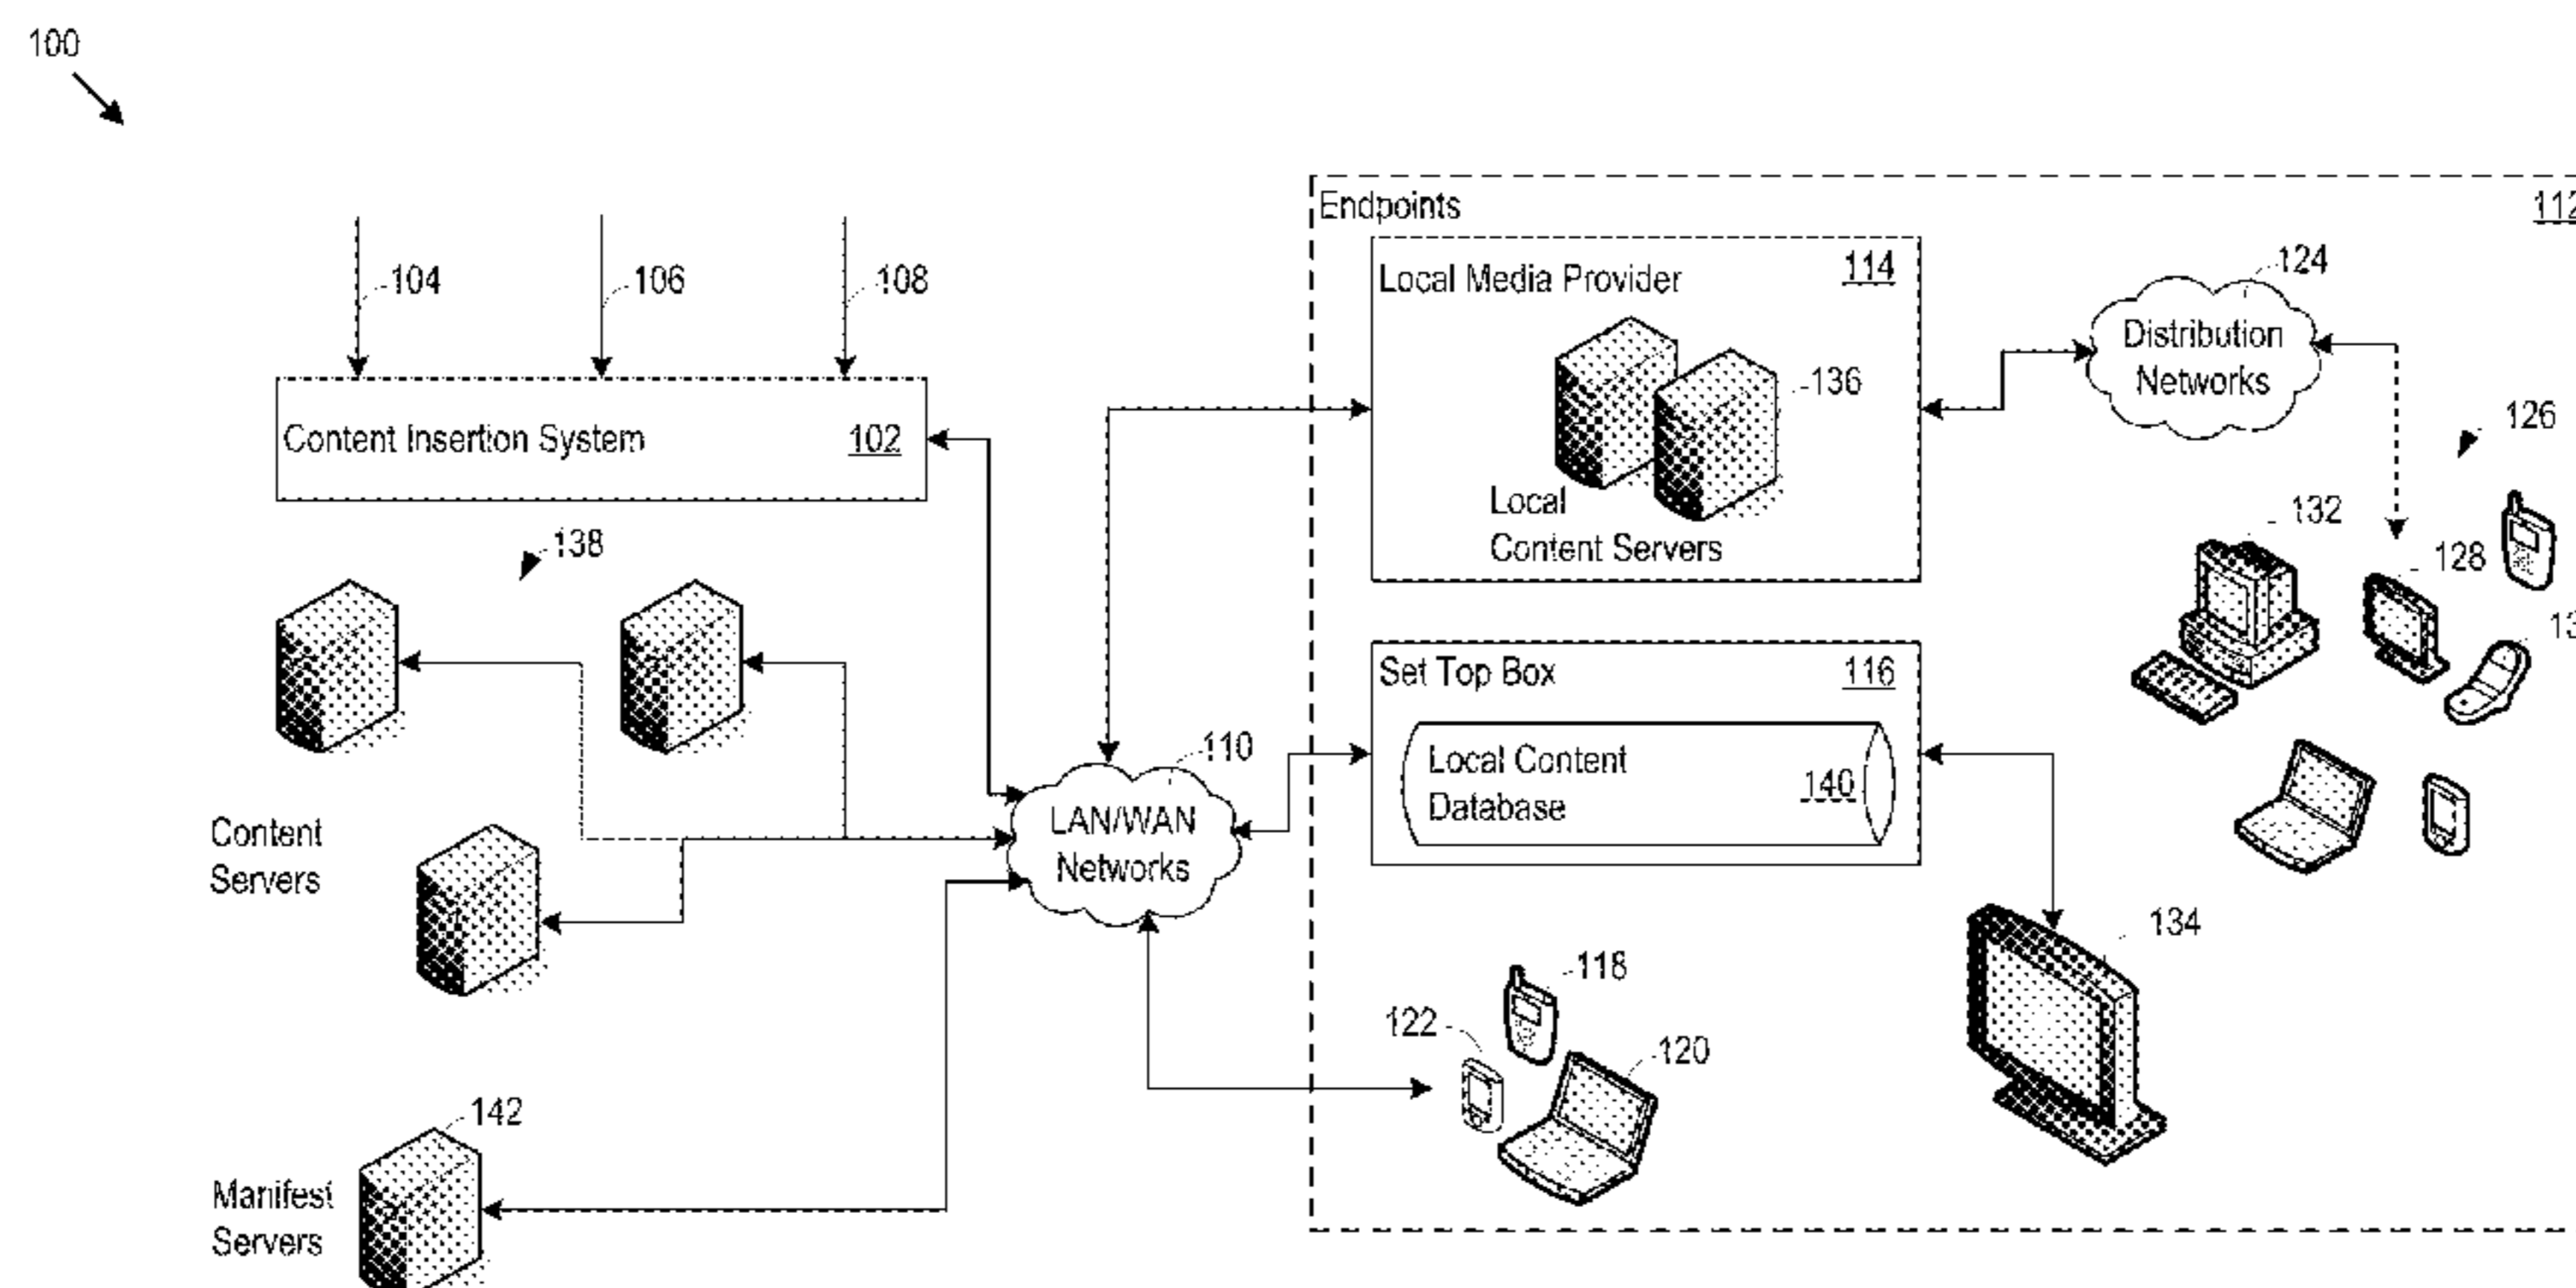 100
Endpoints
112
104
106
108
Local Media Provider
114
124
Distribution
Networks
136
126
Content Insertion System
102
Local
Content Servers
132
138
128
Set Top Box
116
110
Local Content
Database
140
LAN/WAN
Networks
Content
Servers
134
118
122
120
142
Manifest
Servers